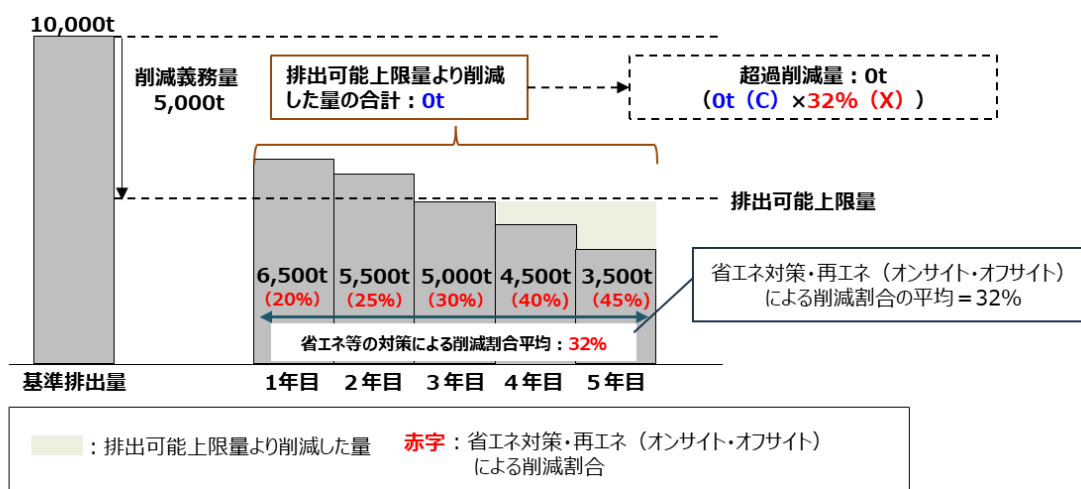 10,000t
削減義務量
5,000t
排出可能上限量より削減
した量の合計：0t
超過削減量：0t
（0t（C）×32%（X））
排出可能上限量
6,500t
（20%）
5,500t
（25%）
5,000t
（30%）
4,500t
（40%）
3,500t
（45%）
省エネ対策・再エネ（オンサイト・オフサイト）
による削減割合の平均＝32%
省エネ等の対策による削減割合平均：32%
基準排出量
1年目
２年目
３年目
４年目
５年目
：排出可能上限量より削減した量
赤字：省エネ対策・再エネ（オンサイト・オフサイト）
による削減割合